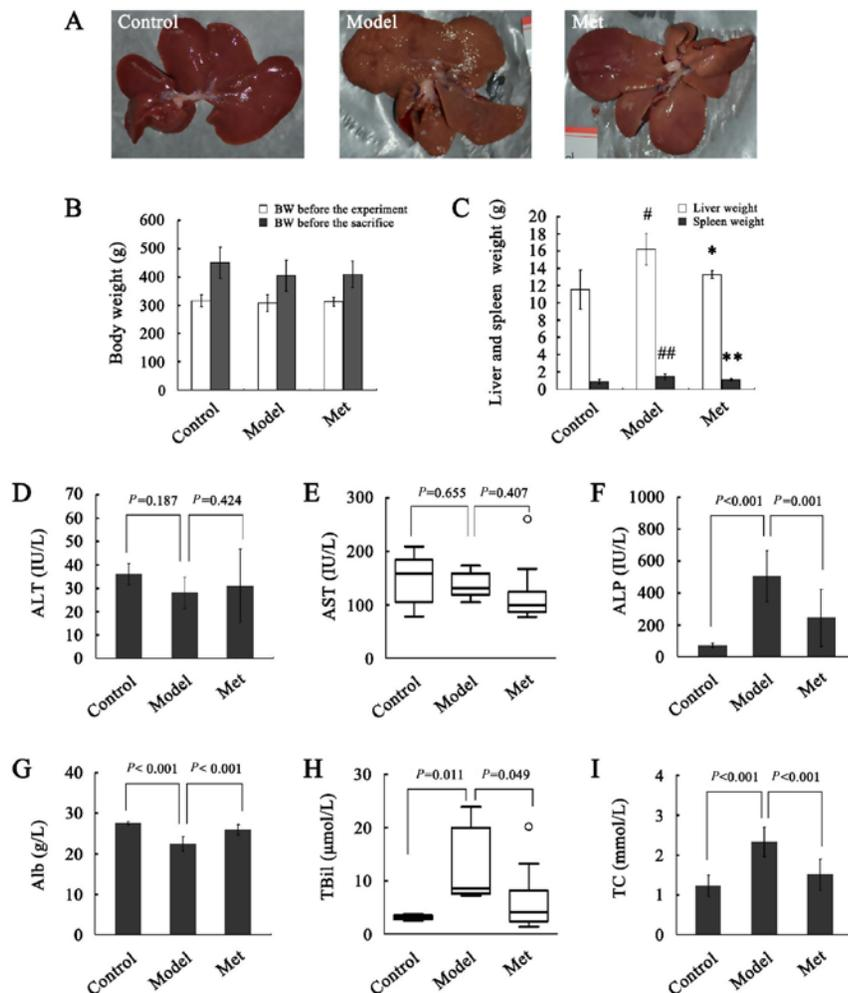 A
Control
Model
Met
B
BW before the experiment
BW before the sacrifice
Body weight (g)
600
500
400
300
200
100
0
Control
Model
Met
C
Liver weight
Spleen weight
Liver and spleen weight (g)
20
18
16
14
12
10
8
6
4
2
0
#
##
*
**
Control
Model
Met
D
P=0.187
P=0.424
ALT (IU/L)
70
60
50
40
30
20
10
0
Control
Model
Met
E
P=0.655
P=0.407
AST (IU/L)
300
200
100
0
Control
Model
Met
F
P<0.001
P=0.001
ALP (IU/L)
1000
800
600
400
200
0
Control
Model
Met
G
P< 0.001
P< 0.001
Alb (g/L)
40
30
20
10
0
Control
Model
Met
H
P=0.011
P=0.049
TBil (μmol/L)
30
20
10
0
Control
Model
Met
I
P<0.001
P<0.001
TC (mmol/L)
4
3
2
1
0
Control
Model
Met